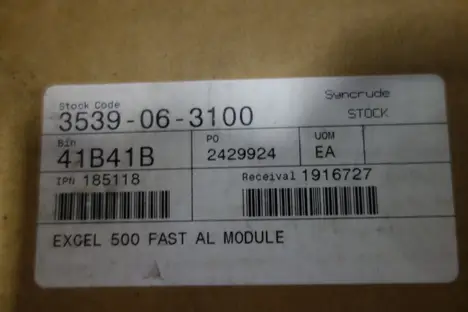 Stock Code
Syncrude
3539-06-3100
STOCK
Bin
PO
UOM
41B41B
2429924
EA
ZPN 185118
Receival 1916727
EXCEL 500 FAST AL MODULE